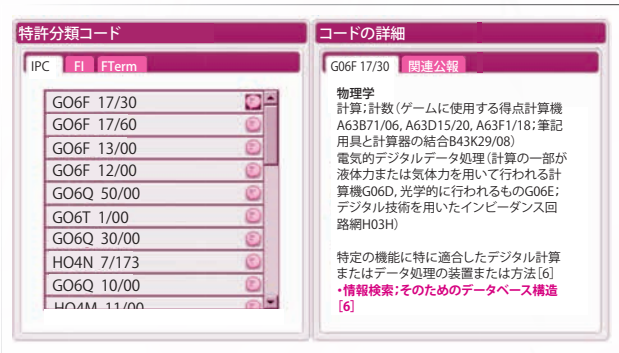 特許分類コード
IPC FI FTerm
GO6F 17/30
GO6F 17/60
GO6F 13/00
GO6F 12/00
GO6Q 50/00
GO6T 1/00
GO6Q 30/00
HO4N 7/173
GO6Q 10/00
HO4M 11/00
コードの詳細
G06F 17/30 関連公報
物理学
計算;計数(ゲームに使用する得点計算機
A63B71/06, A63D15/20, A63F1/18;筆記
用具と計算器の結合B43K29/08)
電気的デジタルデータ処理(計算の一部が
液体力または気体力を用いて行われる計
算機G06D, 光学的に行われるものG06E;
デジタル技術を用いたインピーダンス回
路網H03H)
特定の機能に特に適合したデジタル計算
またはデータ処理の装置または方法[6]
・情報検索;そのためのデータベース構造
[6]